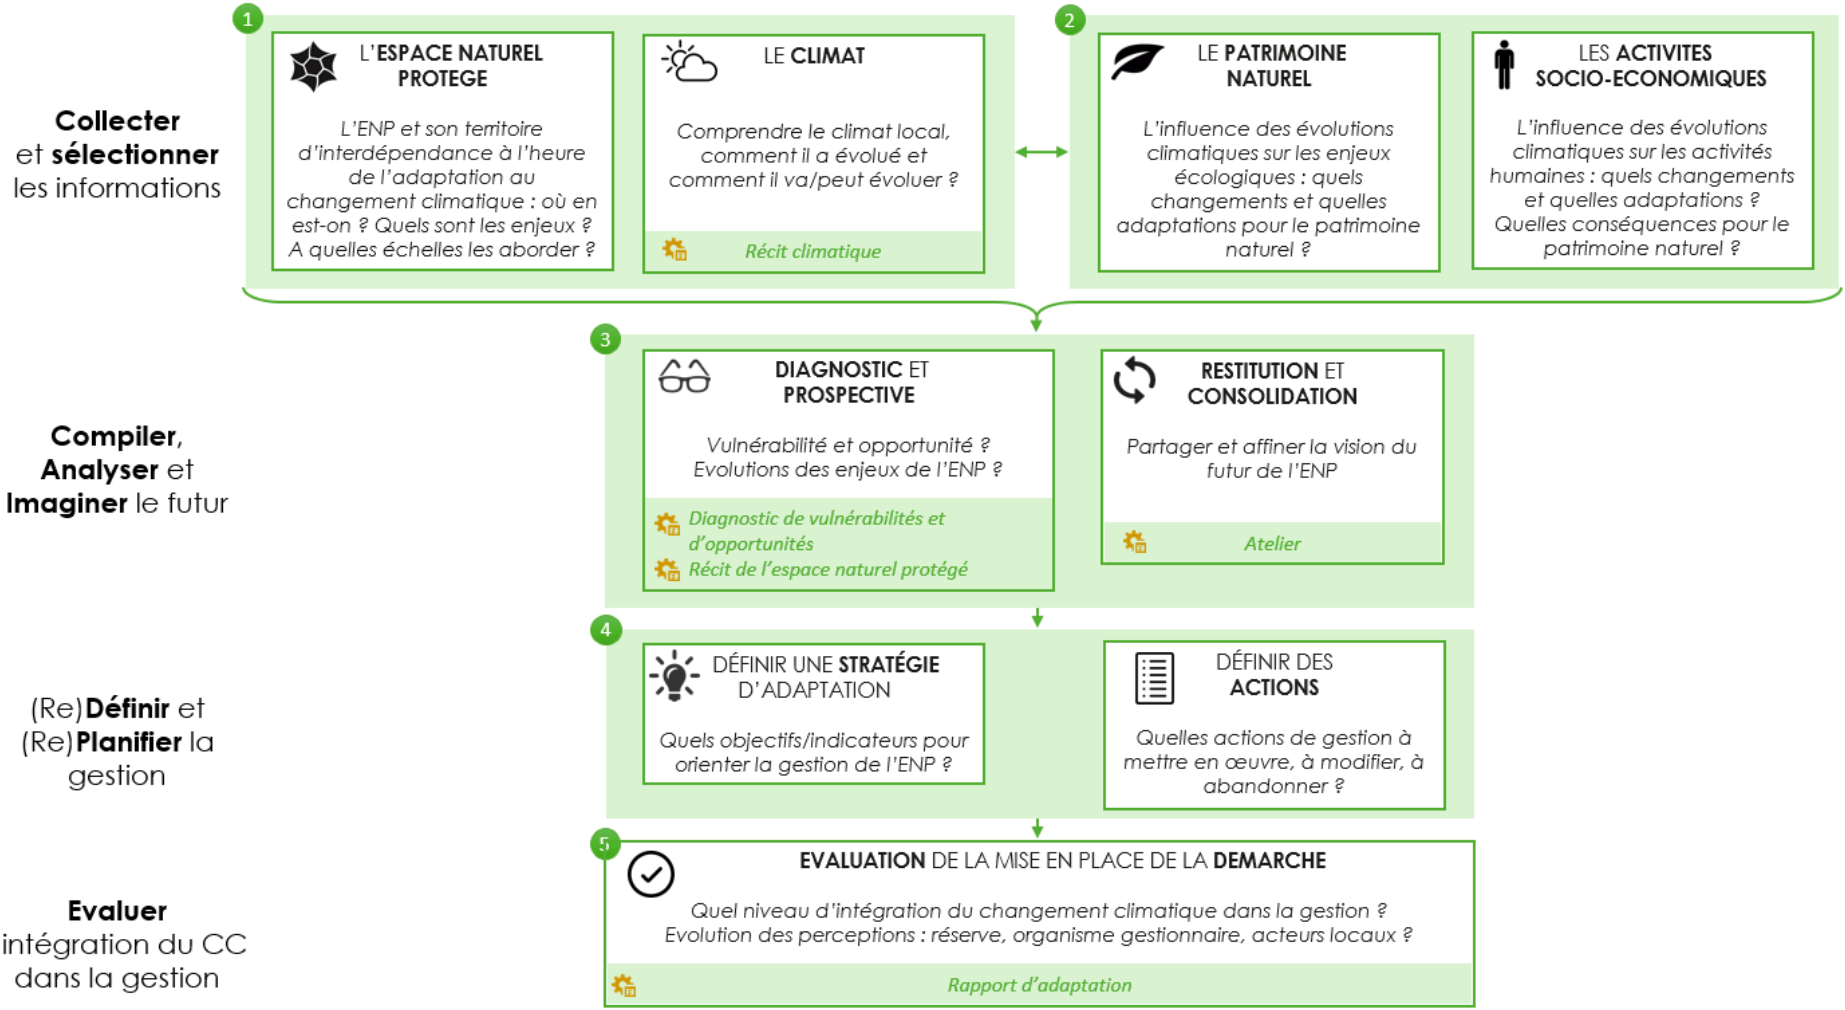 1
2
Collecter
et sélectionner
les informations
L'ESPACE NATUREL
PROTEGE
L'ENP et son territoire
d'interdépendance à l'heure
de l'adaptation au
changement climatique : où en
est-on ? Quels sont les enjeux ?
A quelles échelles les aborder ?
LE CLIMAT
Comprendre le climat local,
comment il a évolué et
comment il va/peut évoluer ?
Récit climatique
LE PATRIMOINE
NATUREL
L'influence des évolutions
climatiques sur les enjeux
écologiques : quels
changements et quelles
adaptations pour le patrimoine
naturel ?
LES ACTIVITES
SOCIO-ECONOMIQUES
L'influence des évolutions
climatiques sur les activités
humaines : quels changements
et quelles adaptations ?
Quelles conséquences pour le
patrimoine naturel ?
3
Compiler,
Analyser et
Imaginer le futur
DIAGNOSTIC ET
PROSPECTIVE
Vulnérabilité et opportunité ?
Evolutions des enjeux de l'ENP ?
Diagnostic de vulnérabilités et
d'opportunités
Récit de l'espace naturel protégé
RESTITUTION ET
CONSOLIDATION
Partager et affiner la vision du
futur de l'ENP
Atelier
4
(Re)Définir et
(Re)Planifier la
gestion
DÉFINIR UNE STRATÉGIE
D'ADAPTATION
Quels objectifs/indicateurs pour
orienter la gestion de l'ENP ?
DÉFINIR DES
ACTIONS
Quelles actions de gestion à
mettre en œuvre, à modifier, à
abandonner ?
5
Evaluer
intégration du CC
dans la gestion
EVALUATION DE LA MISE EN PLACE DE LA DEMARCHE
Quel niveau d'intégration du changement climatique dans la gestion ?
Evolution des perceptions : réserve, organisme gestionnaire, acteurs locaux ?
Rapport d'adaptation